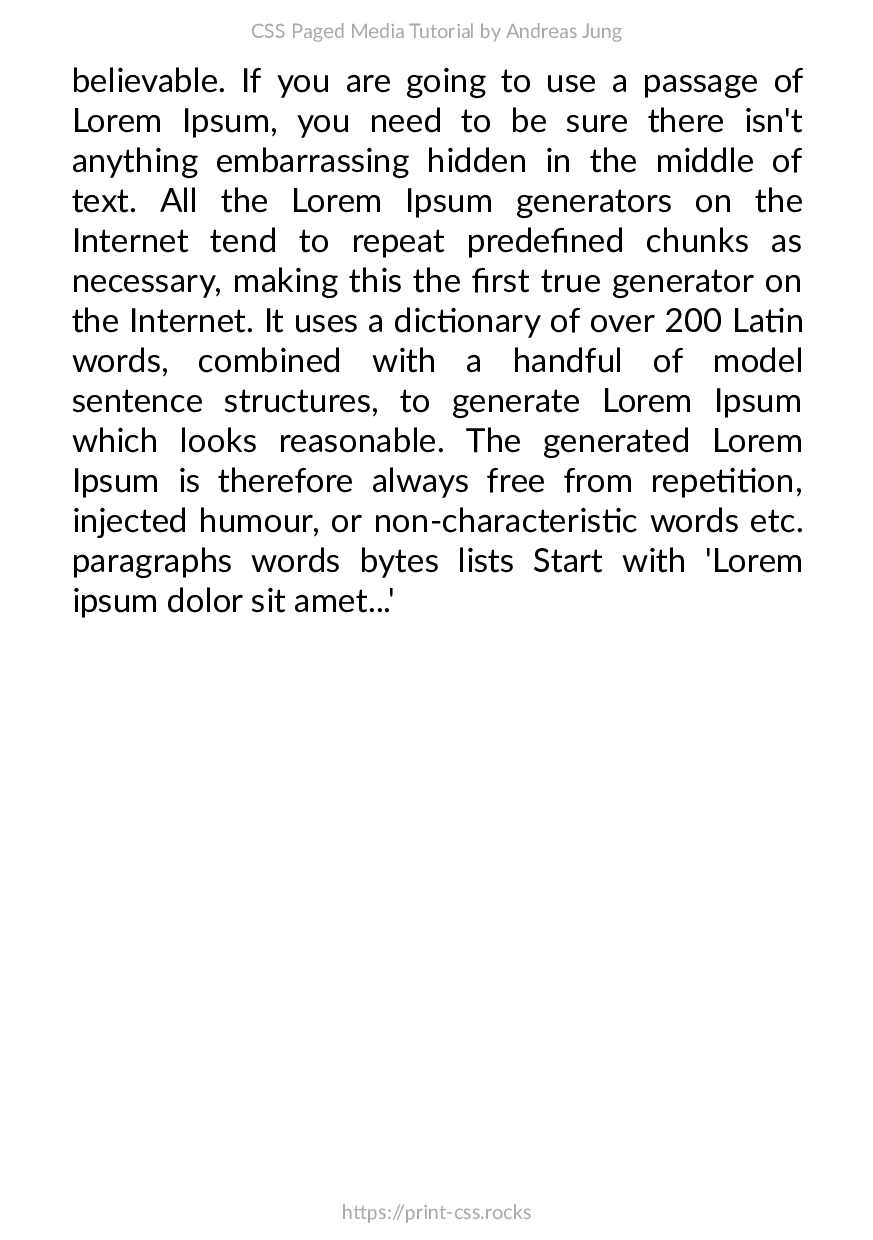 CSS Paged Media Tutorial by Andreas Jung
believable. If you are going to use a passage of
Lorem Ipsum, you need to be sure there isn't
anything embarrassing hidden in the middle of
text. All the Lorem Ipsum generators on the
Internet tend to repeat predefined chunks as
necessary, making this the first true generator on
the Internet. It uses a dictionary of over 200 Latin
words, combined with a handful of model
sentence structures, to generate Lorem Ipsum
which looks reasonable. The generated Lorem
Ipsum is therefore always free from repetition,
injected humour, or non-characteristic words etc.
paragraphs words bytes lists Start with 'Lorem
ipsum dolor sit amet...'
https://print-css.rocks